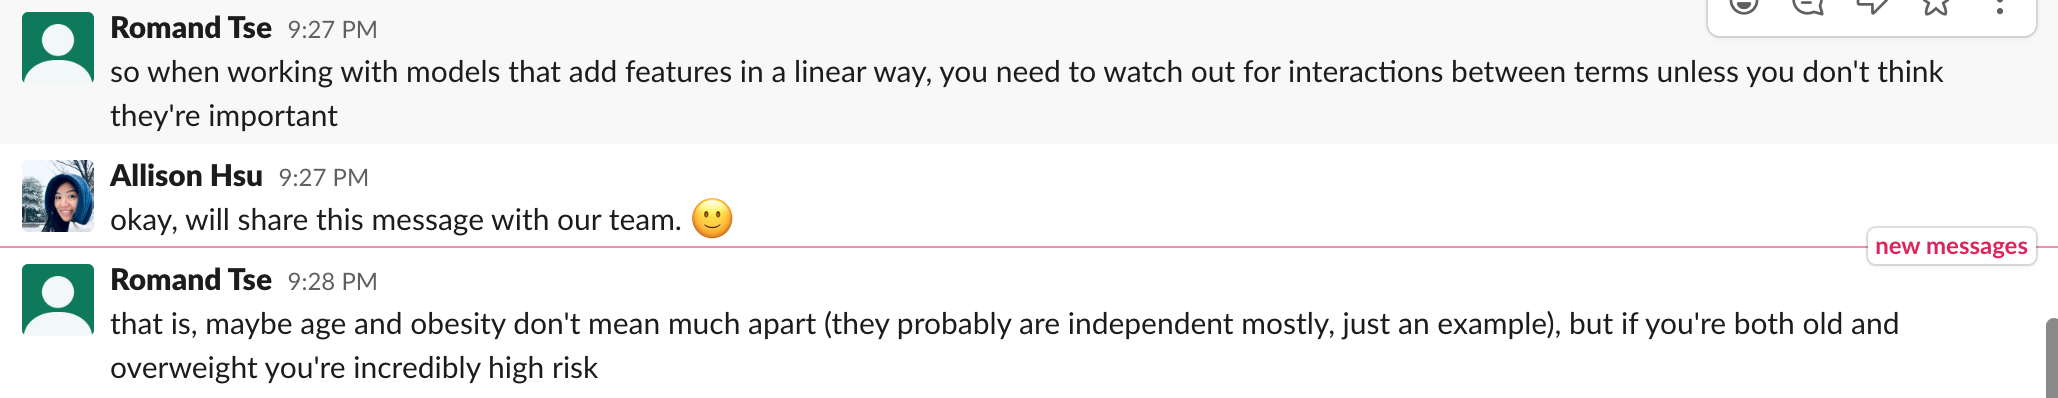 Romand Tse 9:27 PM
so when working with models that add features in a linear way, you need to watch out for interactions between terms unless you don't think
they're important
Allison Hsu 9:27 PM
okay, will share this message with our team. 🙂
new messages
Romand Tse 9:28 PM
that is, maybe age and obesity don't mean much apart (they probably are independent mostly, just an example), but if you're both old and
overweight you're incredibly high risk